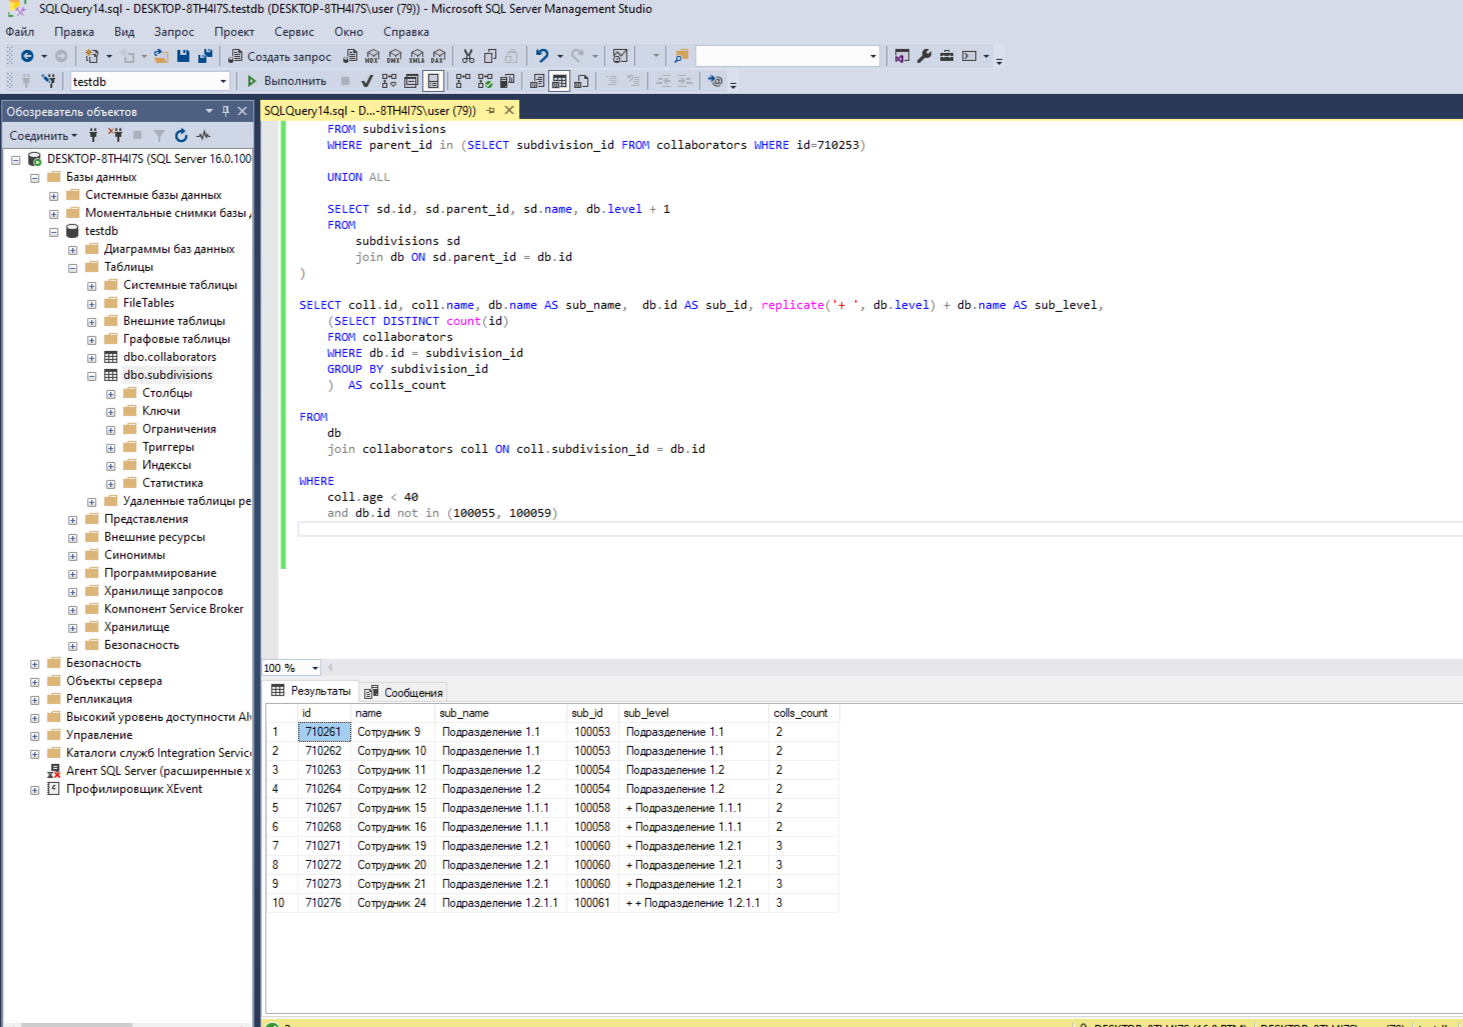 SQLQuery14.sql - DESKTOP-8TH4I7S.testdb (DESKTOP-8TH4I7S\user (79)) - Microsoft SQL Server Management Studio
Файл Правка Вид Запрос Проект Сервис Окно Справка
Создать запрос MDX DMX XMLA DAX
testdb Выполнить
Обозреватель объектов
Соединить
DESKTOP-8TH4I7S (SQL Server 16.0.100
Базы данных
Системные базы данных
Моментальные снимки базы
testdb
Диаграммы баз данных
Таблицы
Системные таблицы
FileTables
Внешние таблицы
Графовые таблицы
dbo.collaborators
dbo.subdivisions
Столбцы
Ключи
Ограничения
Триггеры
Индексы
Статистика
Удаленные таблицы ре
Представления
Внешние ресурсы
Синонимы
Программирование
Хранилище запросов
Компонент Service Broker
Хранилище
Безопасность
Безопасность
Объекты сервера
Репликация
Высокий уровень доступности Al
Управление
Каталоги служб Integration Servic
Агент SQL Server (расширенные х
Профилировщик XEvent
SQLQuery14.sql - D...-8TH4I7S\user (79))
FROM subdivisions
WHERE parent_id in (SELECT subdivision_id FROM collaborators WHERE id=710253)
UNION ALL
SELECT sd.id, sd.parent_id, sd.name, db.level + 1
FROM
subdivisions sd
join db ON sd.parent_id = db.id
)
SELECT coll.id, coll.name, db.name AS sub_name,  db.id AS sub_id, replicate('+ ', db.level) + db.name AS sub_level,
(SELECT DISTINCT count(id)
FROM collaborators
WHERE db.id = subdivision_id
GROUP BY subdivision_id
)  AS colls_count
FROM
db
join collaborators coll ON coll.subdivision_id = db.id
WHERE
coll.age < 40
and db.id not in (100055, 100059)
100 %
Результаты Сообщения
id name sub_name sub_id sub_level colls_count
1 710261 Сотрудник 9 Подразделение 1.1 100053 Подразделение 1.1 2
2 710262 Сотрудник 10 Подразделение 1.1 100053 Подразделение 1.1 2
3 710263 Сотрудник 11 Подразделение 1.2 100054 Подразделение 1.2 2
4 710264 Сотрудник 12 Подразделение 1.2 100054 Подразделение 1.2 2
5 710267 Сотрудник 15 Подразделение 1.1.1 100058 + Подразделение 1.1.1 2
6 710268 Сотрудник 16 Подразделение 1.1.1 100058 + Подразделение 1.1.1 2
7 710271 Сотрудник 19 Подразделение 1.2.1 100060 + Подразделение 1.2.1 3
8 710272 Сотрудник 20 Подразделение 1.2.1 100060 + Подразделение 1.2.1 3
9 710273 Сотрудник 21 Подразделение 1.2.1 100060 + Подразделение 1.2.1 3
10 710276 Сотрудник 24 Подразделение 1.2.1.1 100061 + + Подразделение 1.2.1.1 3